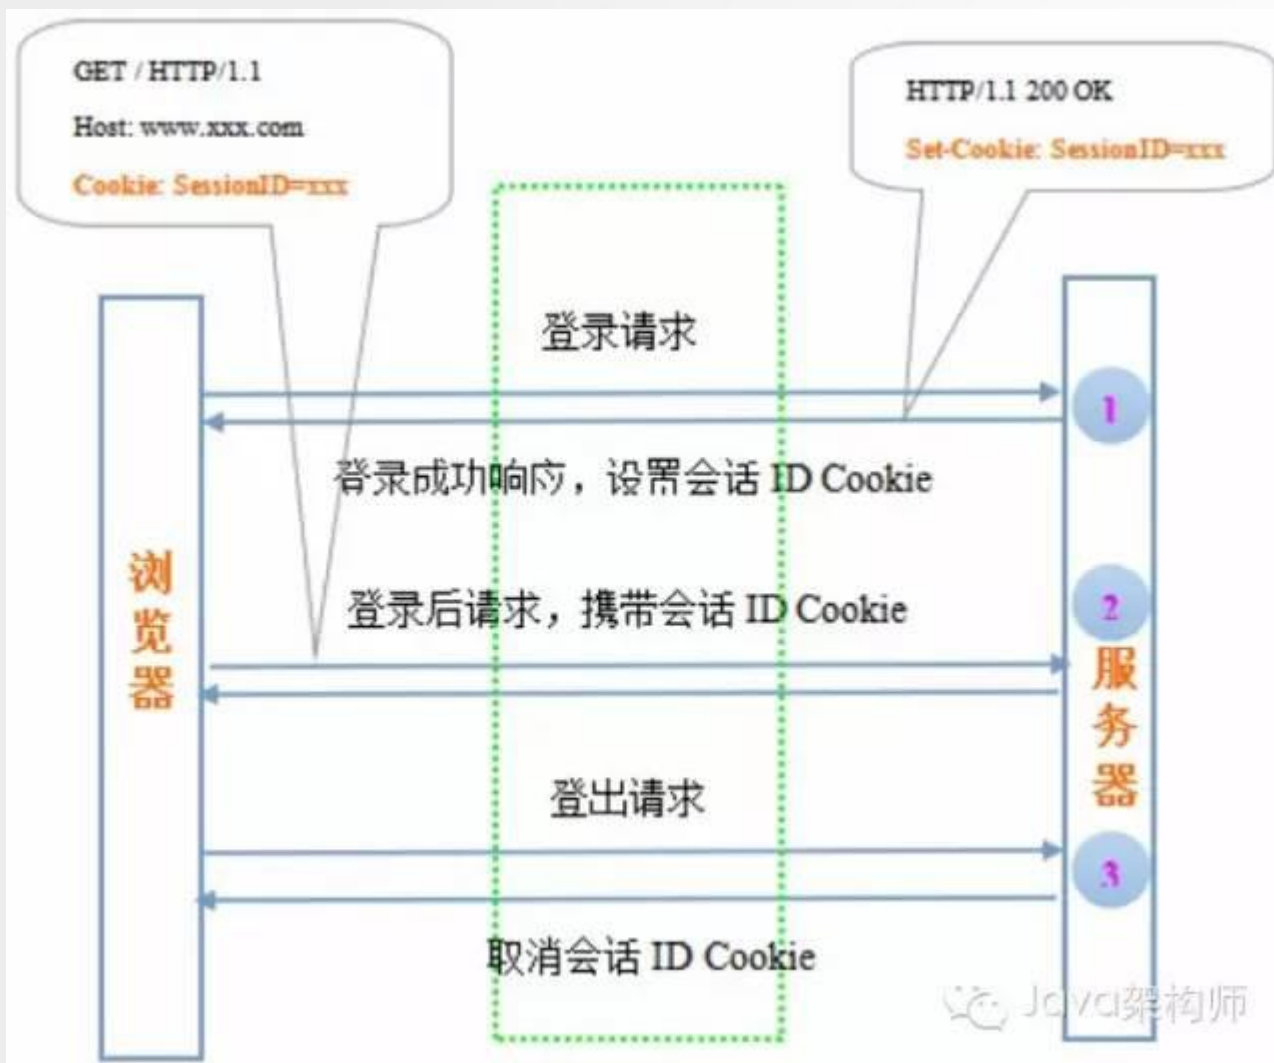 GET / HTTP/1.1
Host: www.xxx.com
Cookie: SessionID=xxx
HTTP/1.1 200 OK
Set-Cookie: SessionID=xxx
登录请求
1
登录成功响应，设置会话 ID Cookie
浏览器
登录后请求，携带会话 ID Cookie
2
服务器
登出请求
3
取消会话 ID Cookie
Java架构师